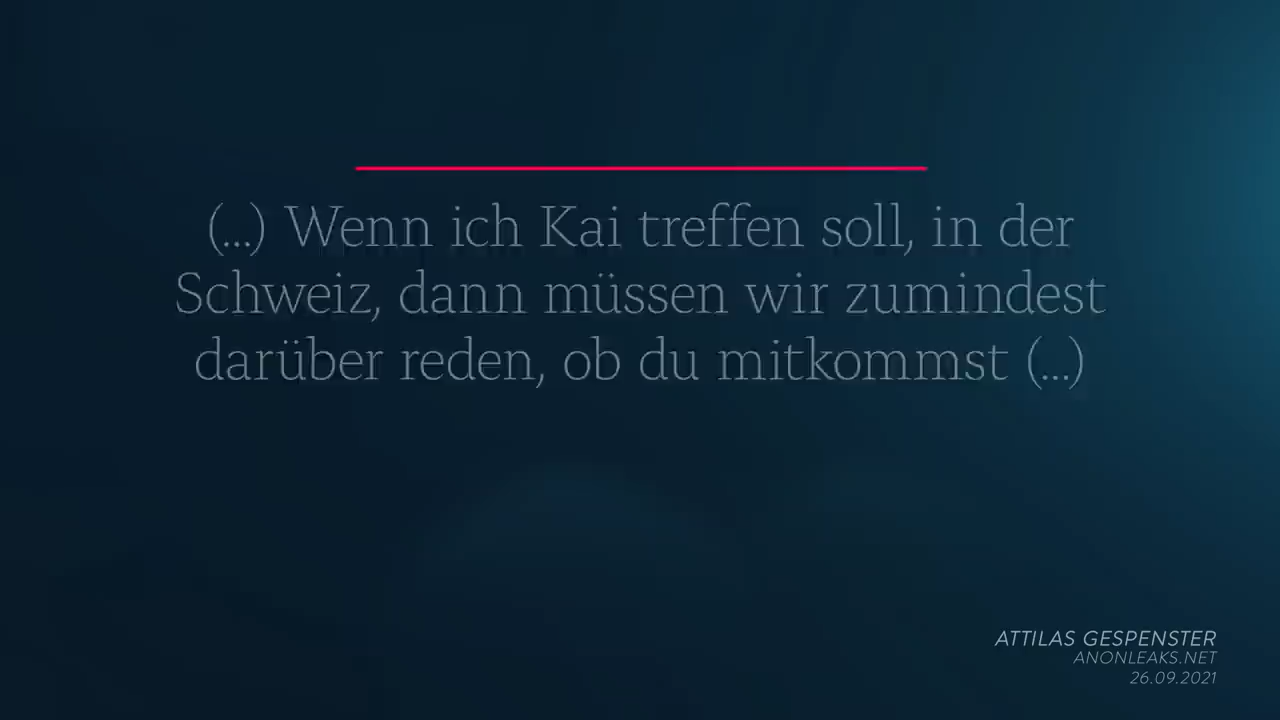 (...) Wenn ich Kai treffen soll, in der
Schweiz, dann müssen wir zumindest
darüber reden, ob du mitkommst (...)
ATTILAS GESPENSTER
ANONLEAKS.NET
26.09.2021